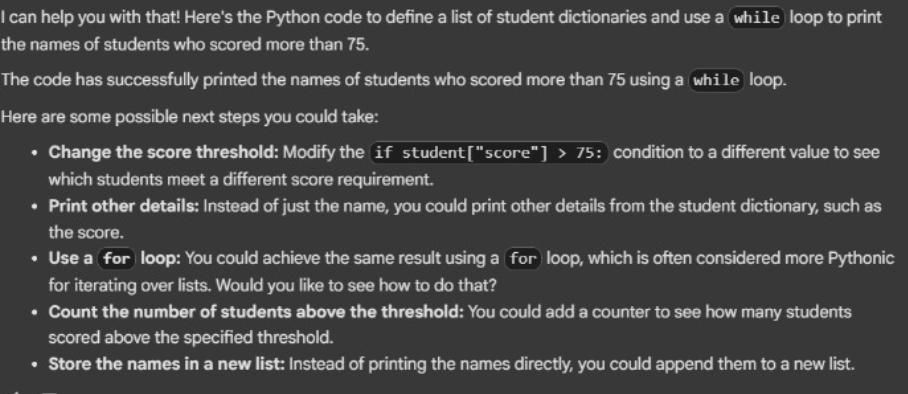 I can help you with that! Here's the Python code to define a list of student dictionaries and use a while loop to print
the names of students who scored more than 75.
The code has successfully printed the names of students who scored more than 75 using a while loop.
Here are some possible next steps you could take:
• Change the score threshold: Modify the if student["score"] > 75: condition to a different value to see
which students meet a different score requirement.
• Print other details: Instead of just the name, you could print other details from the student dictionary, such as
the score.
• Use a for loop: You could achieve the same result using a for loop, which is often considered more Pythonic
for iterating over lists. Would you like to see how to do that?
• Count the number of students above the threshold: You could add a counter to see how many students
scored above the specified threshold.
• Store the names in a new list: Instead of printing the names directly, you could append them to a new list.